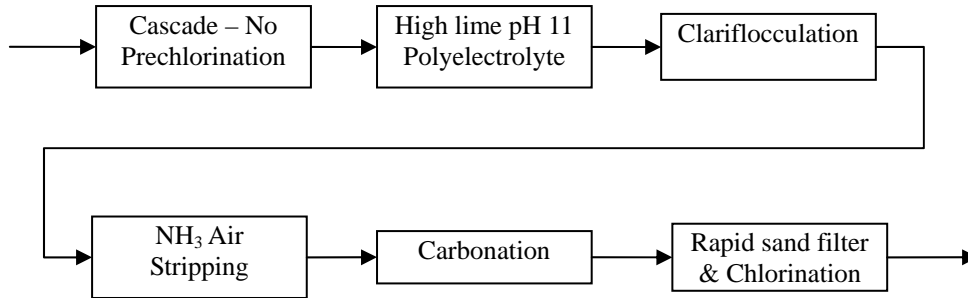 Cascade – No
Prechlorination
High lime pH 11
Polyelectrolyte
Clariflocculation
NH₃ Air
Stripping
Carbonation
Rapid sand filter
& Chlorination